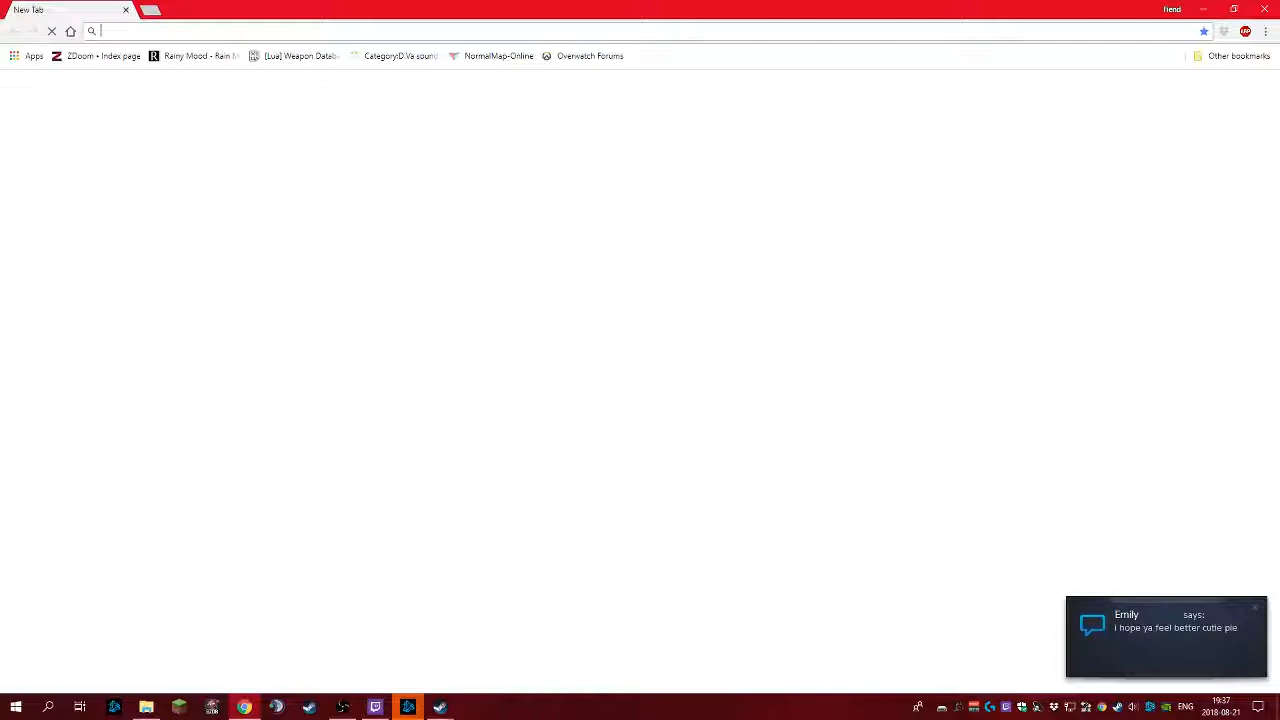 New Tab
fiend
Apps
ZDoom • Index page
Rainy Mood - Rain M
[Lua] Weapon Datab
Category:D.Va sound
NormalMap-Online
Overwatch Forums
Other bookmarks
ABP
Emily says:
i hope ya feel better cutie pie
ENG
19:37
2018-08-21